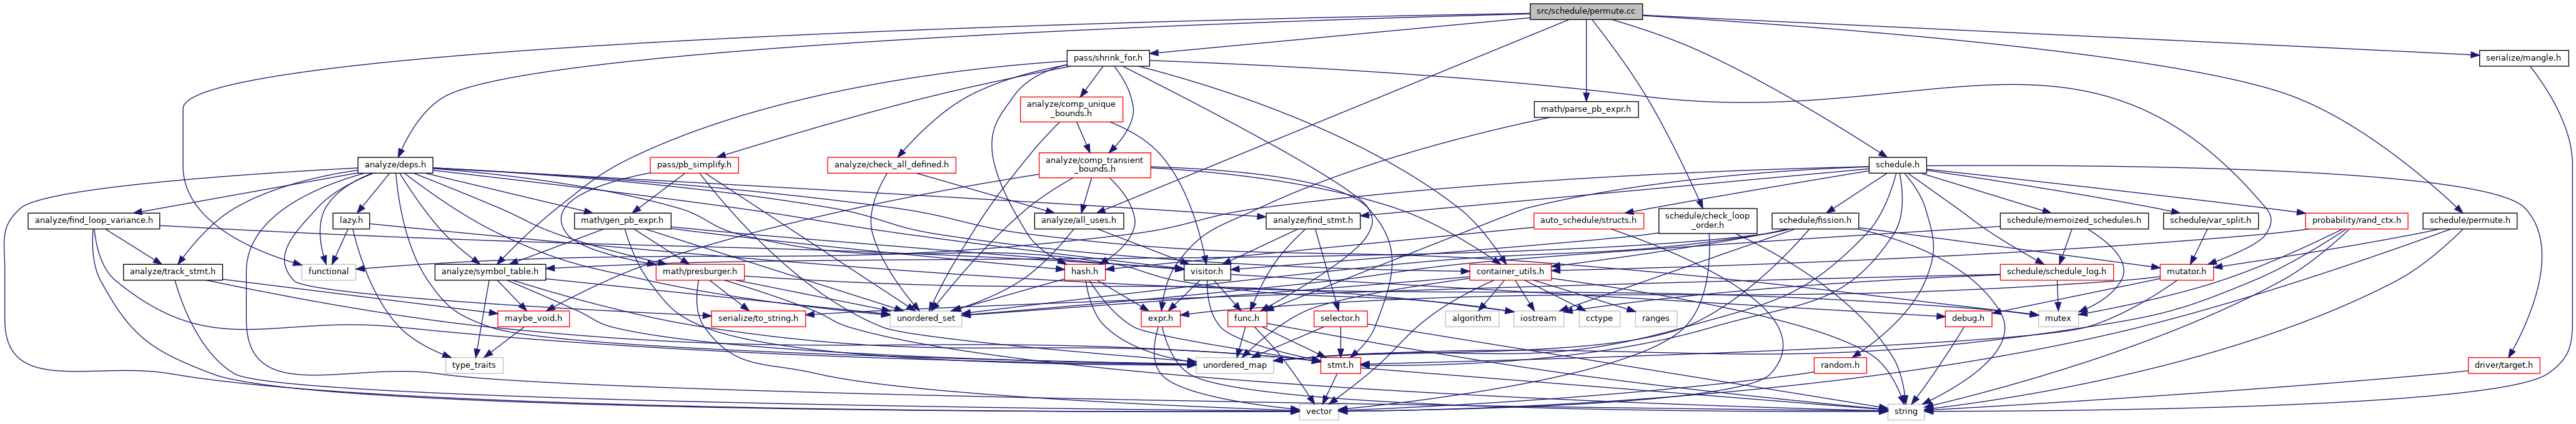 src/schedule/permute.cc
pass/shrink_for.h
serialize/mangle.h
analyze/comp_unique
_bounds.h
math/parse_pb_expr.h
analyze/deps.h
pass/pb_simplify.h
analyze/check_all_defined.h
analyze/comp_transient
_bounds.h
schedule.h
analyze/find_loop_variance.h
lazy.h
math/gen_pb_expr.h
analyze/all_uses.h
analyze/find_stmt.h
auto_schedule/structs.h
schedule/check_loop
_order.h
schedule/fission.h
schedule/memoized_schedules.h
schedule/var_split.h
probability/rand_ctx.h
schedule/permute.h
analyze/track_stmt.h
functional
analyze/symbol_table.h
math/presburger.h
hash.h
visitor.h
container_utils.h
schedule/schedule_log.h
mutator.h
maybe_void.h
serialize/to_string.h
unordered_set
expr.h
func.h
selector.h
algorithm
iostream
cctype
ranges
debug.h
mutex
type_traits
unordered_map
stmt.h
random.h
driver/target.h
vector
string